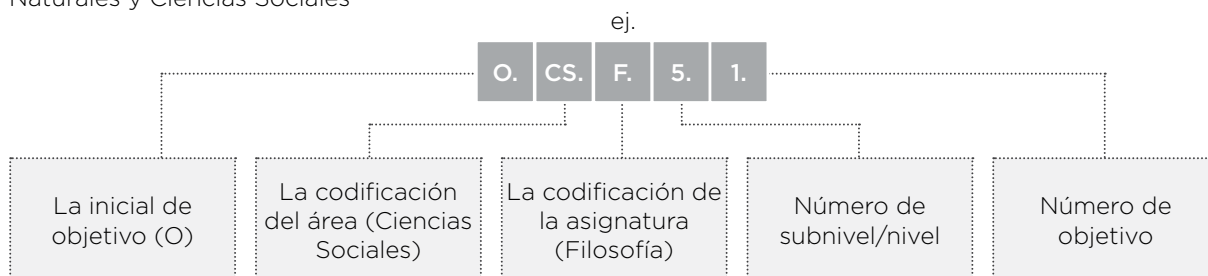 Naturales y Ciencias Sociales
ej.
O. CS. F. 5. 1.
La inicial de
objetivo (O)
La codificación
del área (Ciencias
Sociales)
La codificación de
la asignatura
(Filosofía)
Número de
subnivel/nivel
Número de
objetivo